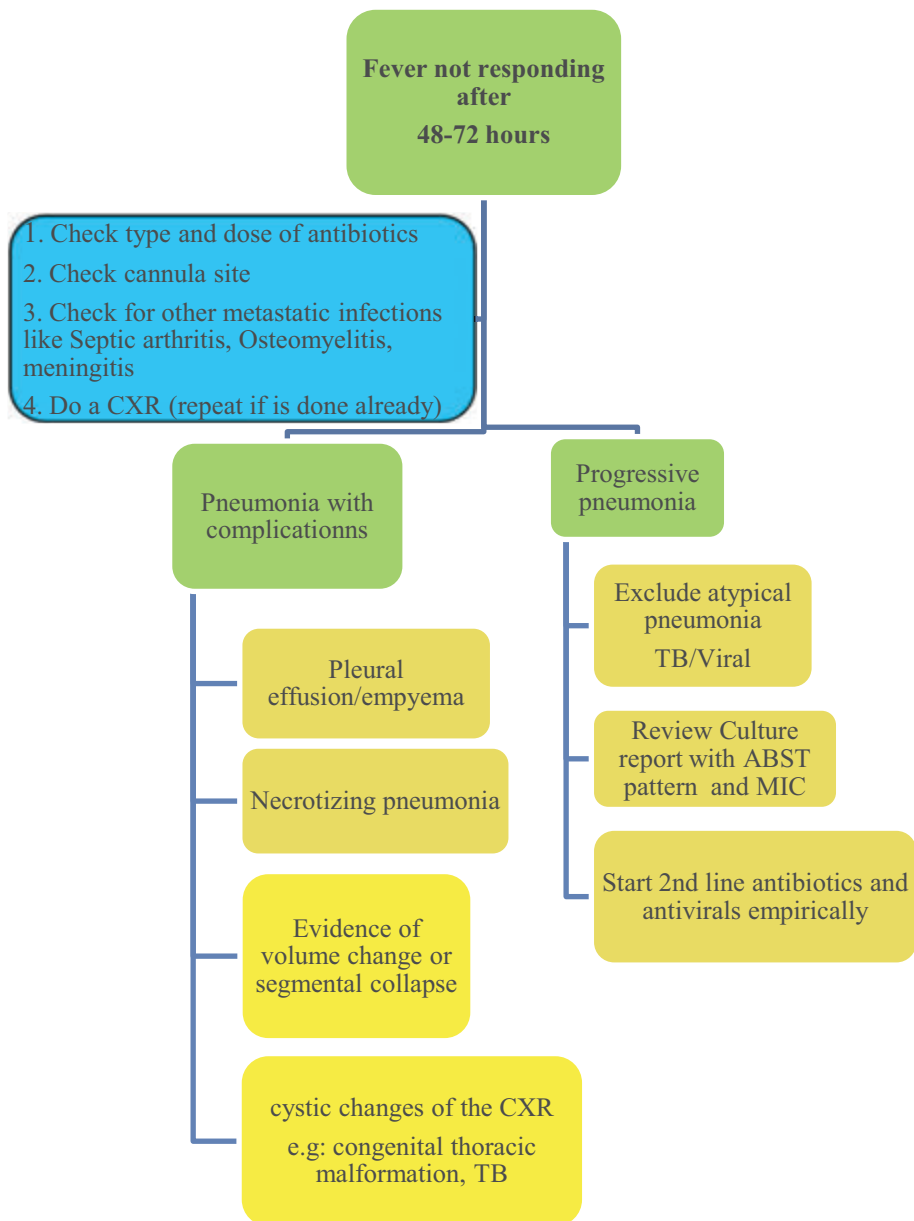 Fever not responding
after
48-72 hours
1. Check type and dose of antibiotics
2. Check cannula site
3. Check for other metastatic infections
like Septic arthritis, Osteomyelitis,
meningitis
4. Do a CXR (repeat if is done already)
Pneumonia with
complicationns
Pleural
effusion/empyema
Necrotizing pneumonia
Evidence of
volume change or
segmental collapse
cystic changes of the CXR
e.g: congenital thoracic
malformation, TB
Progressive
pneumonia
Exclude atypical
pneumonia
TB/Viral
Review Culture
report with ABST
pattern and MIC
Start 2nd line antibiotics and
antivirals empirically